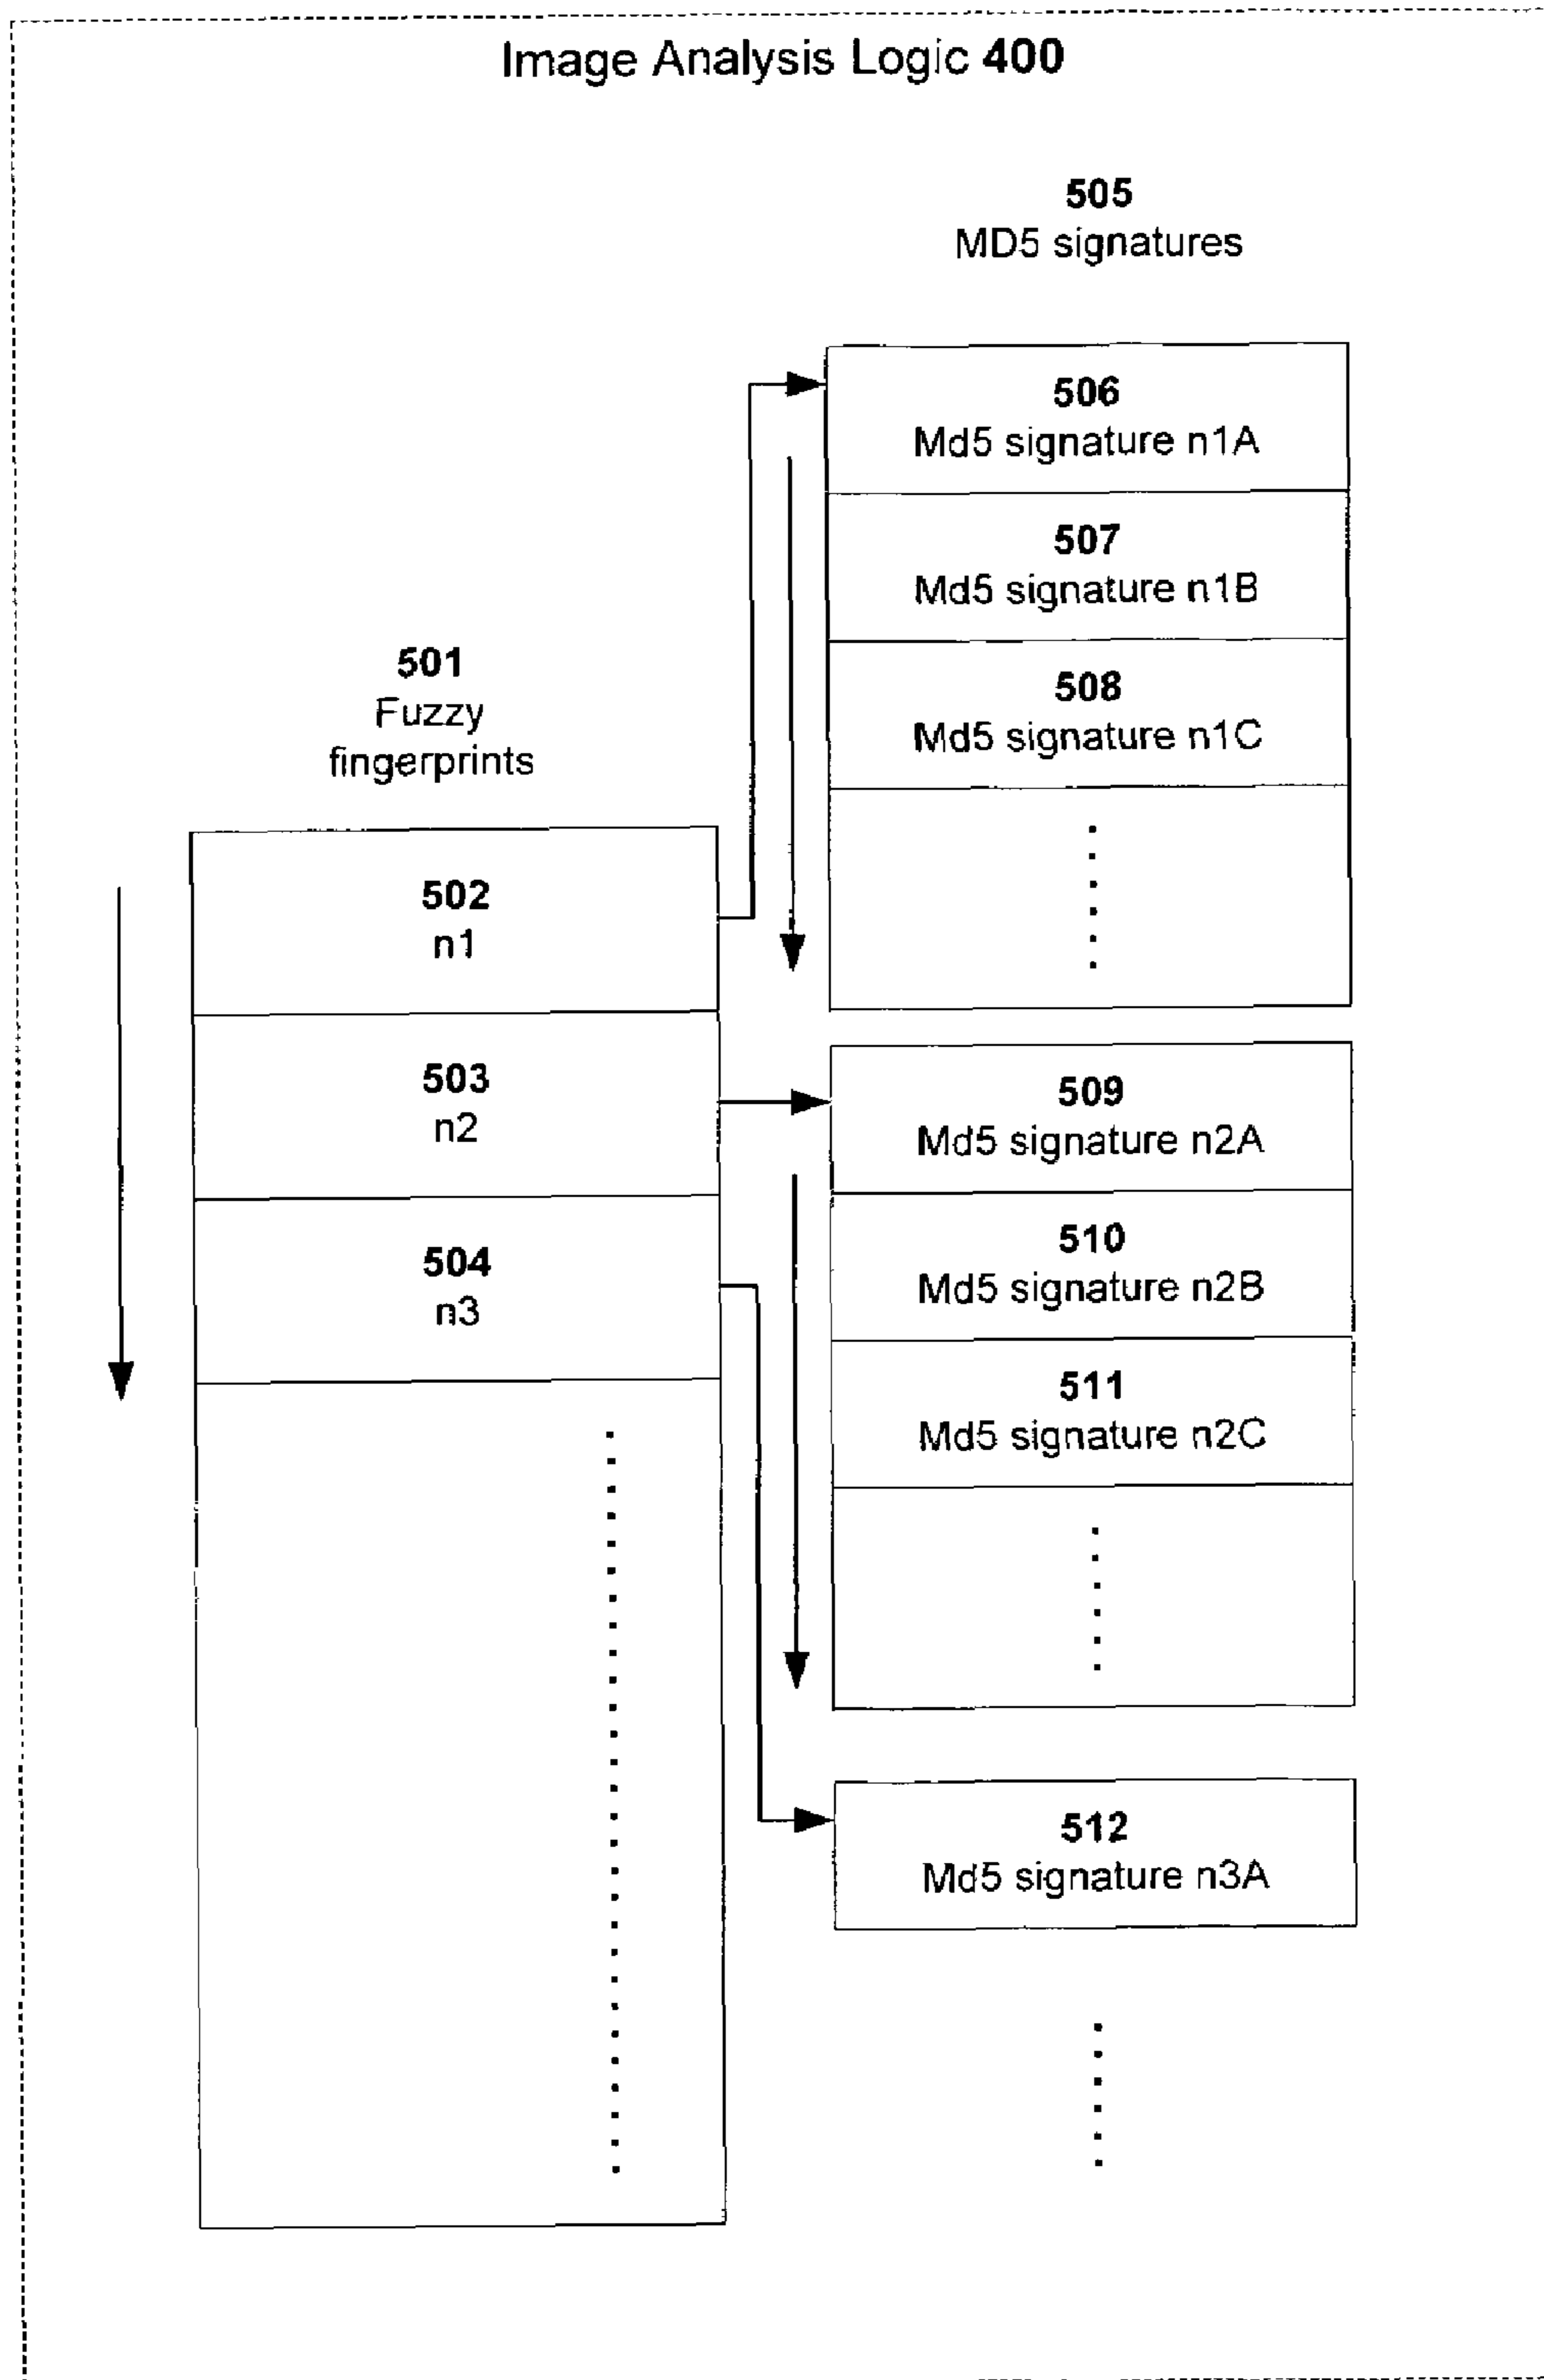 Image Analysis Logic 400
505
MD5 signatures
506
Md5 signature n1A
507
Md5 signature n1B
508
Md5 signature n1C
501
Fuzzy
fingerprints
502
n1
503
n2
504
n3
509
Md5 signature n2A
510
Md5 signature n2B
511
Md5 signature n2C
512
Md5 signature n3A